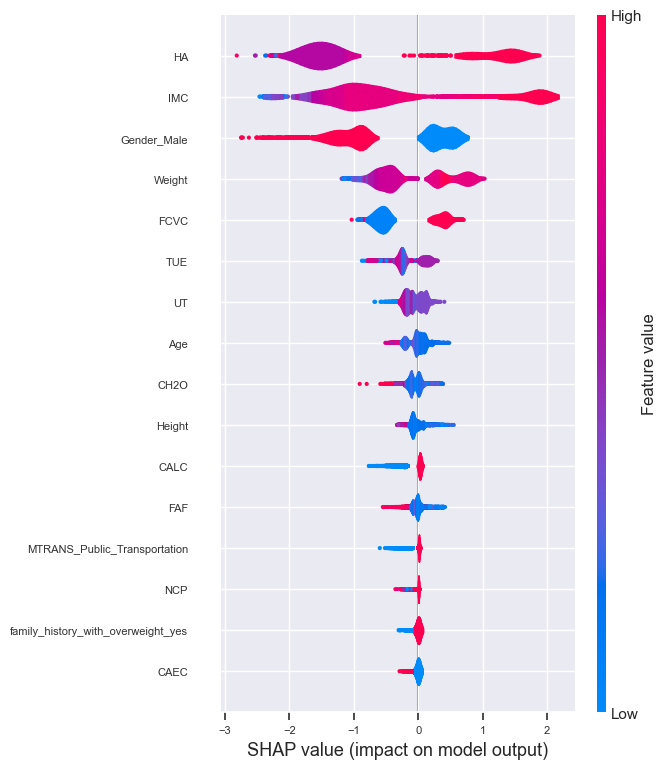 High
HA
IMC
Gender_Male
Weight
FCVC
TUE
UT
Age
CH2O
Height
CALC
FAF
MTRANS_Public_Transportation
NCP
family_history_with_overweight_yes
CAEC
Feature value
Low
−3 −2 −1 0 1 2
SHAP value (impact on model output)